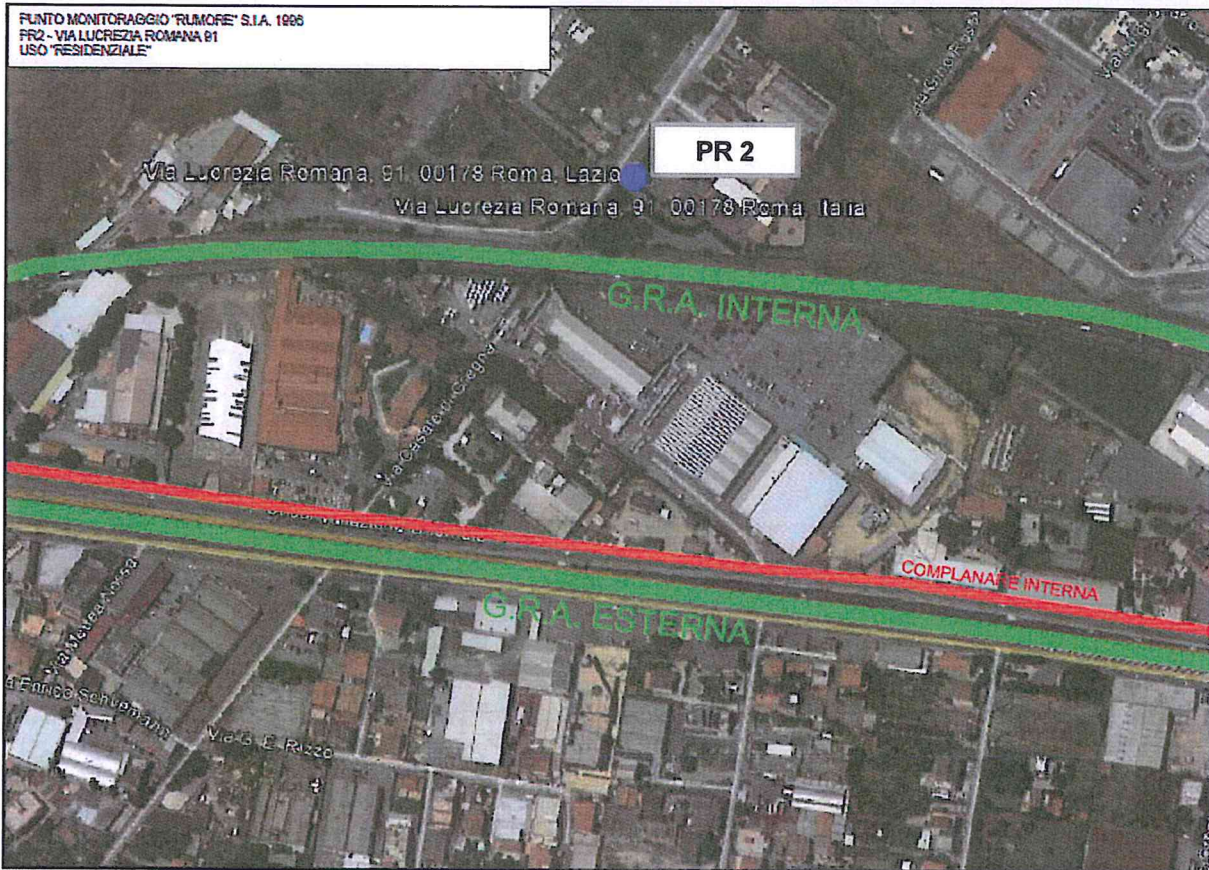 PUNTO MONITORAGGIO "RUMORE" S.I.A. 1996
PR2 - VIA LUCREZIA ROMANA 91
USO "RESIDENZIALE"
PR 2
Via Lucrezia Romana, 91, 00178 Roma, Lazio
Via Lucrezia Romana, 91, 00178 Roma, Italia
G.R.A. INTERNA
COMPLANARE INTERNA
G.R.A. ESTERNA
Via G. E. Rizzo